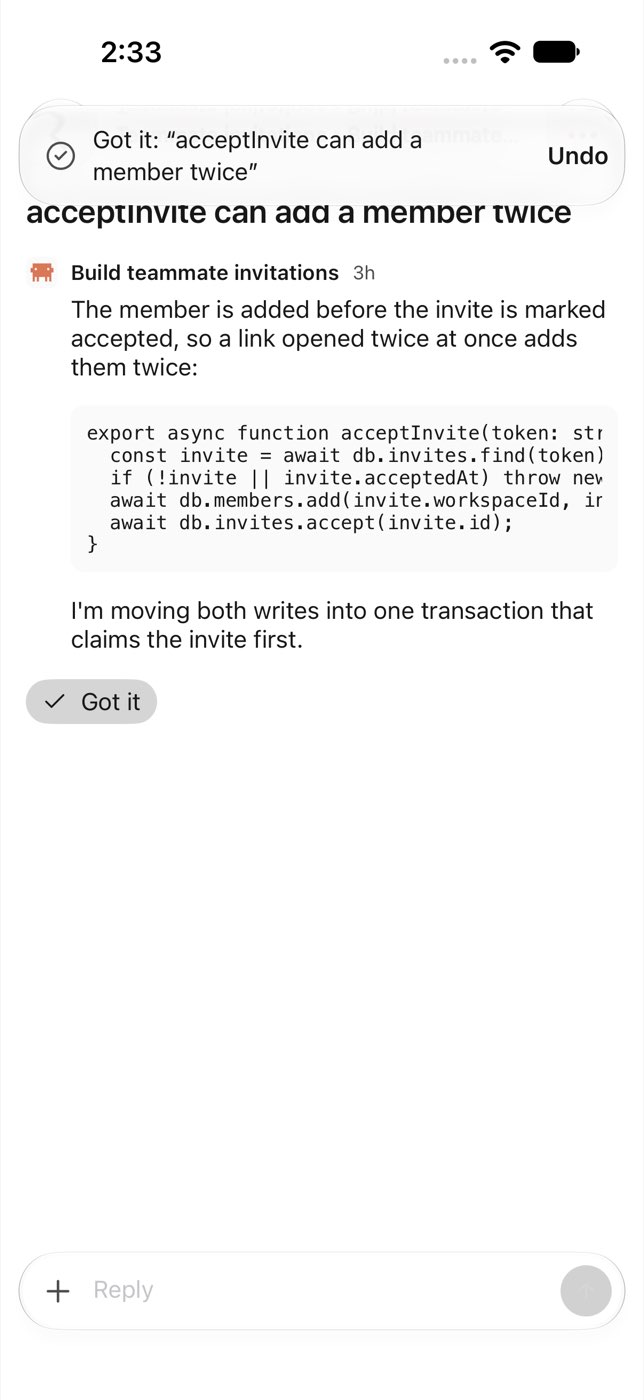 2:33
Got it: “acceptInvite can add a
member twice”
Undo
acceptInvite can add a member twice
Build teammate invitations 3h
The member is added before the invite is marked
accepted, so a link opened twice at once adds
them twice:
export async function acceptInvite(token: str
const invite = await db.invites.find(token)
if (!invite || invite.acceptedAt) throw new
await db.members.add(invite.workspaceId, in
await db.invites.accept(invite.id);
}
I'm moving both writes into one transaction that
claims the invite first.
Got it
Reply